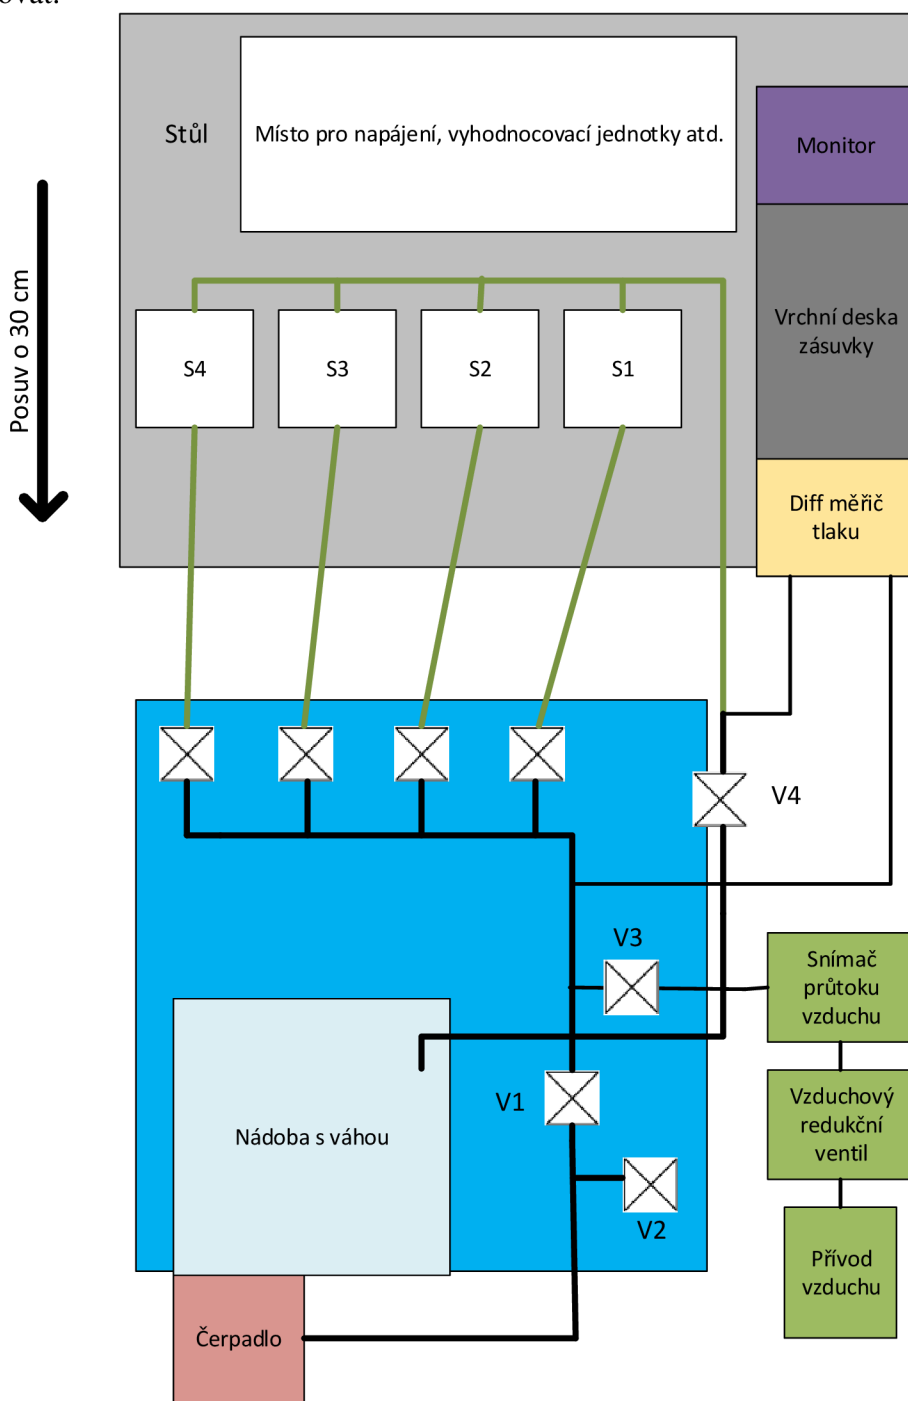 Stůl
Místo pro napájení, vyhodnocovací jednotky atd.
Monitor
Posuv o 30 cm
Vrchní deska
zásuvky
S4
S3
S2
S1
Diff měřič
tlaku
V4
V3
Snímač
průtoku
vzduchu
V1
Vzduchový
redukční
ventil
Nádoba s váhou
V2
Přívod
vzduchu
Čerpadlo